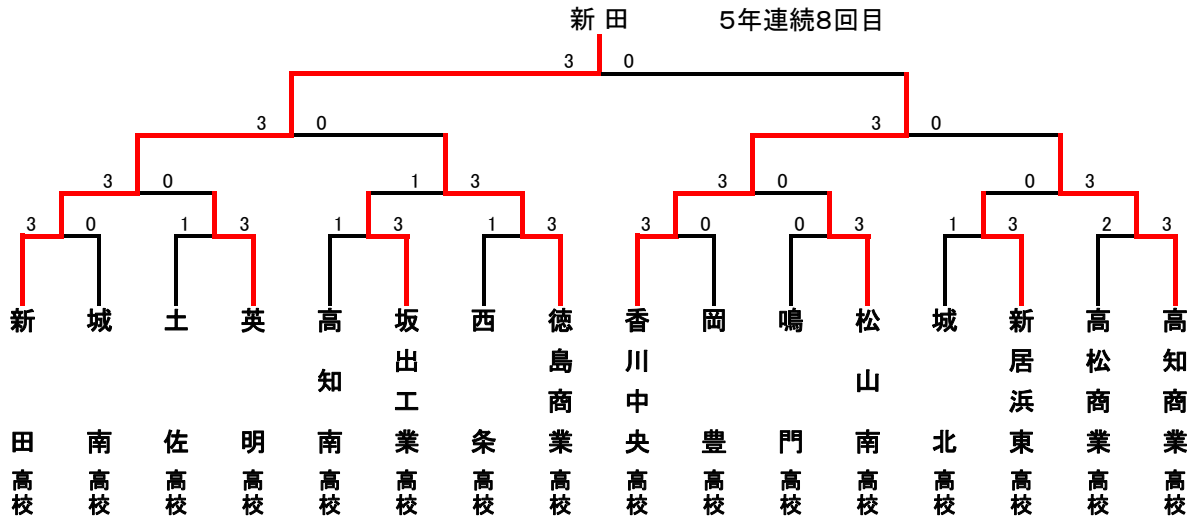 新田 5年連続8回目
3 0
3 0 3 0
3 0 1 3 3 0 0 3
3 0 1 3 1 3 1 3 3 0 0 3 1 3 2 3
新田高校
城南高校
土佐高校
英明高校
高知南高校
坂出工業高校
西条高校
徳島商業高校
香川中央高校
岡豊高校
鳴門高校
松山南高校
城北高校
新居浜東高校
高松商業高校
高知商業高校